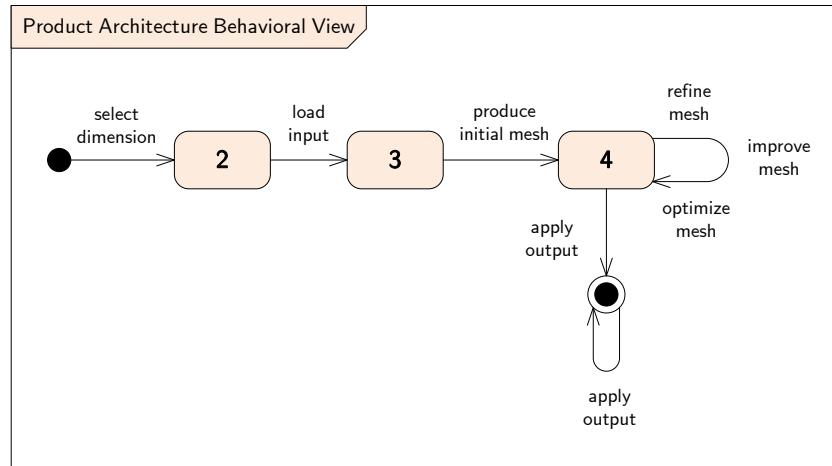 Product Architecture Behavioral View
select
dimension
2
load
input
3
produce
initial mesh
4
refine
mesh
improve
mesh
optimize
mesh
apply
output
apply
output